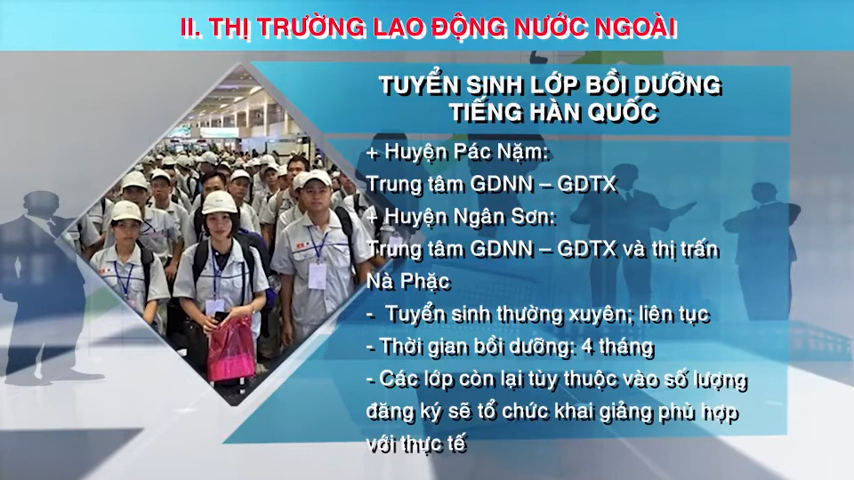 II. THỊ TRƯỜNG LAO ĐỘNG NƯỚC NGOÀI
TUYỂN SINH LỚP BỒI DƯỠNG
TIẾNG HÀN QUỐC
+ Huyện Pác Nặm:
Trung tâm GDNN – GDTX
+ Huyện Ngân Sơn:
Trung tâm GDNN – GDTX và thị trấn
Nà Phặc
- Tuyển sinh thường xuyên; liên tục
- Thời gian bồi dưỡng: 4 tháng
- Các lớp còn lại tùy thuộc vào số lượng
đăng ký sẽ tổ chức khai giảng phù hợp
với thực tế